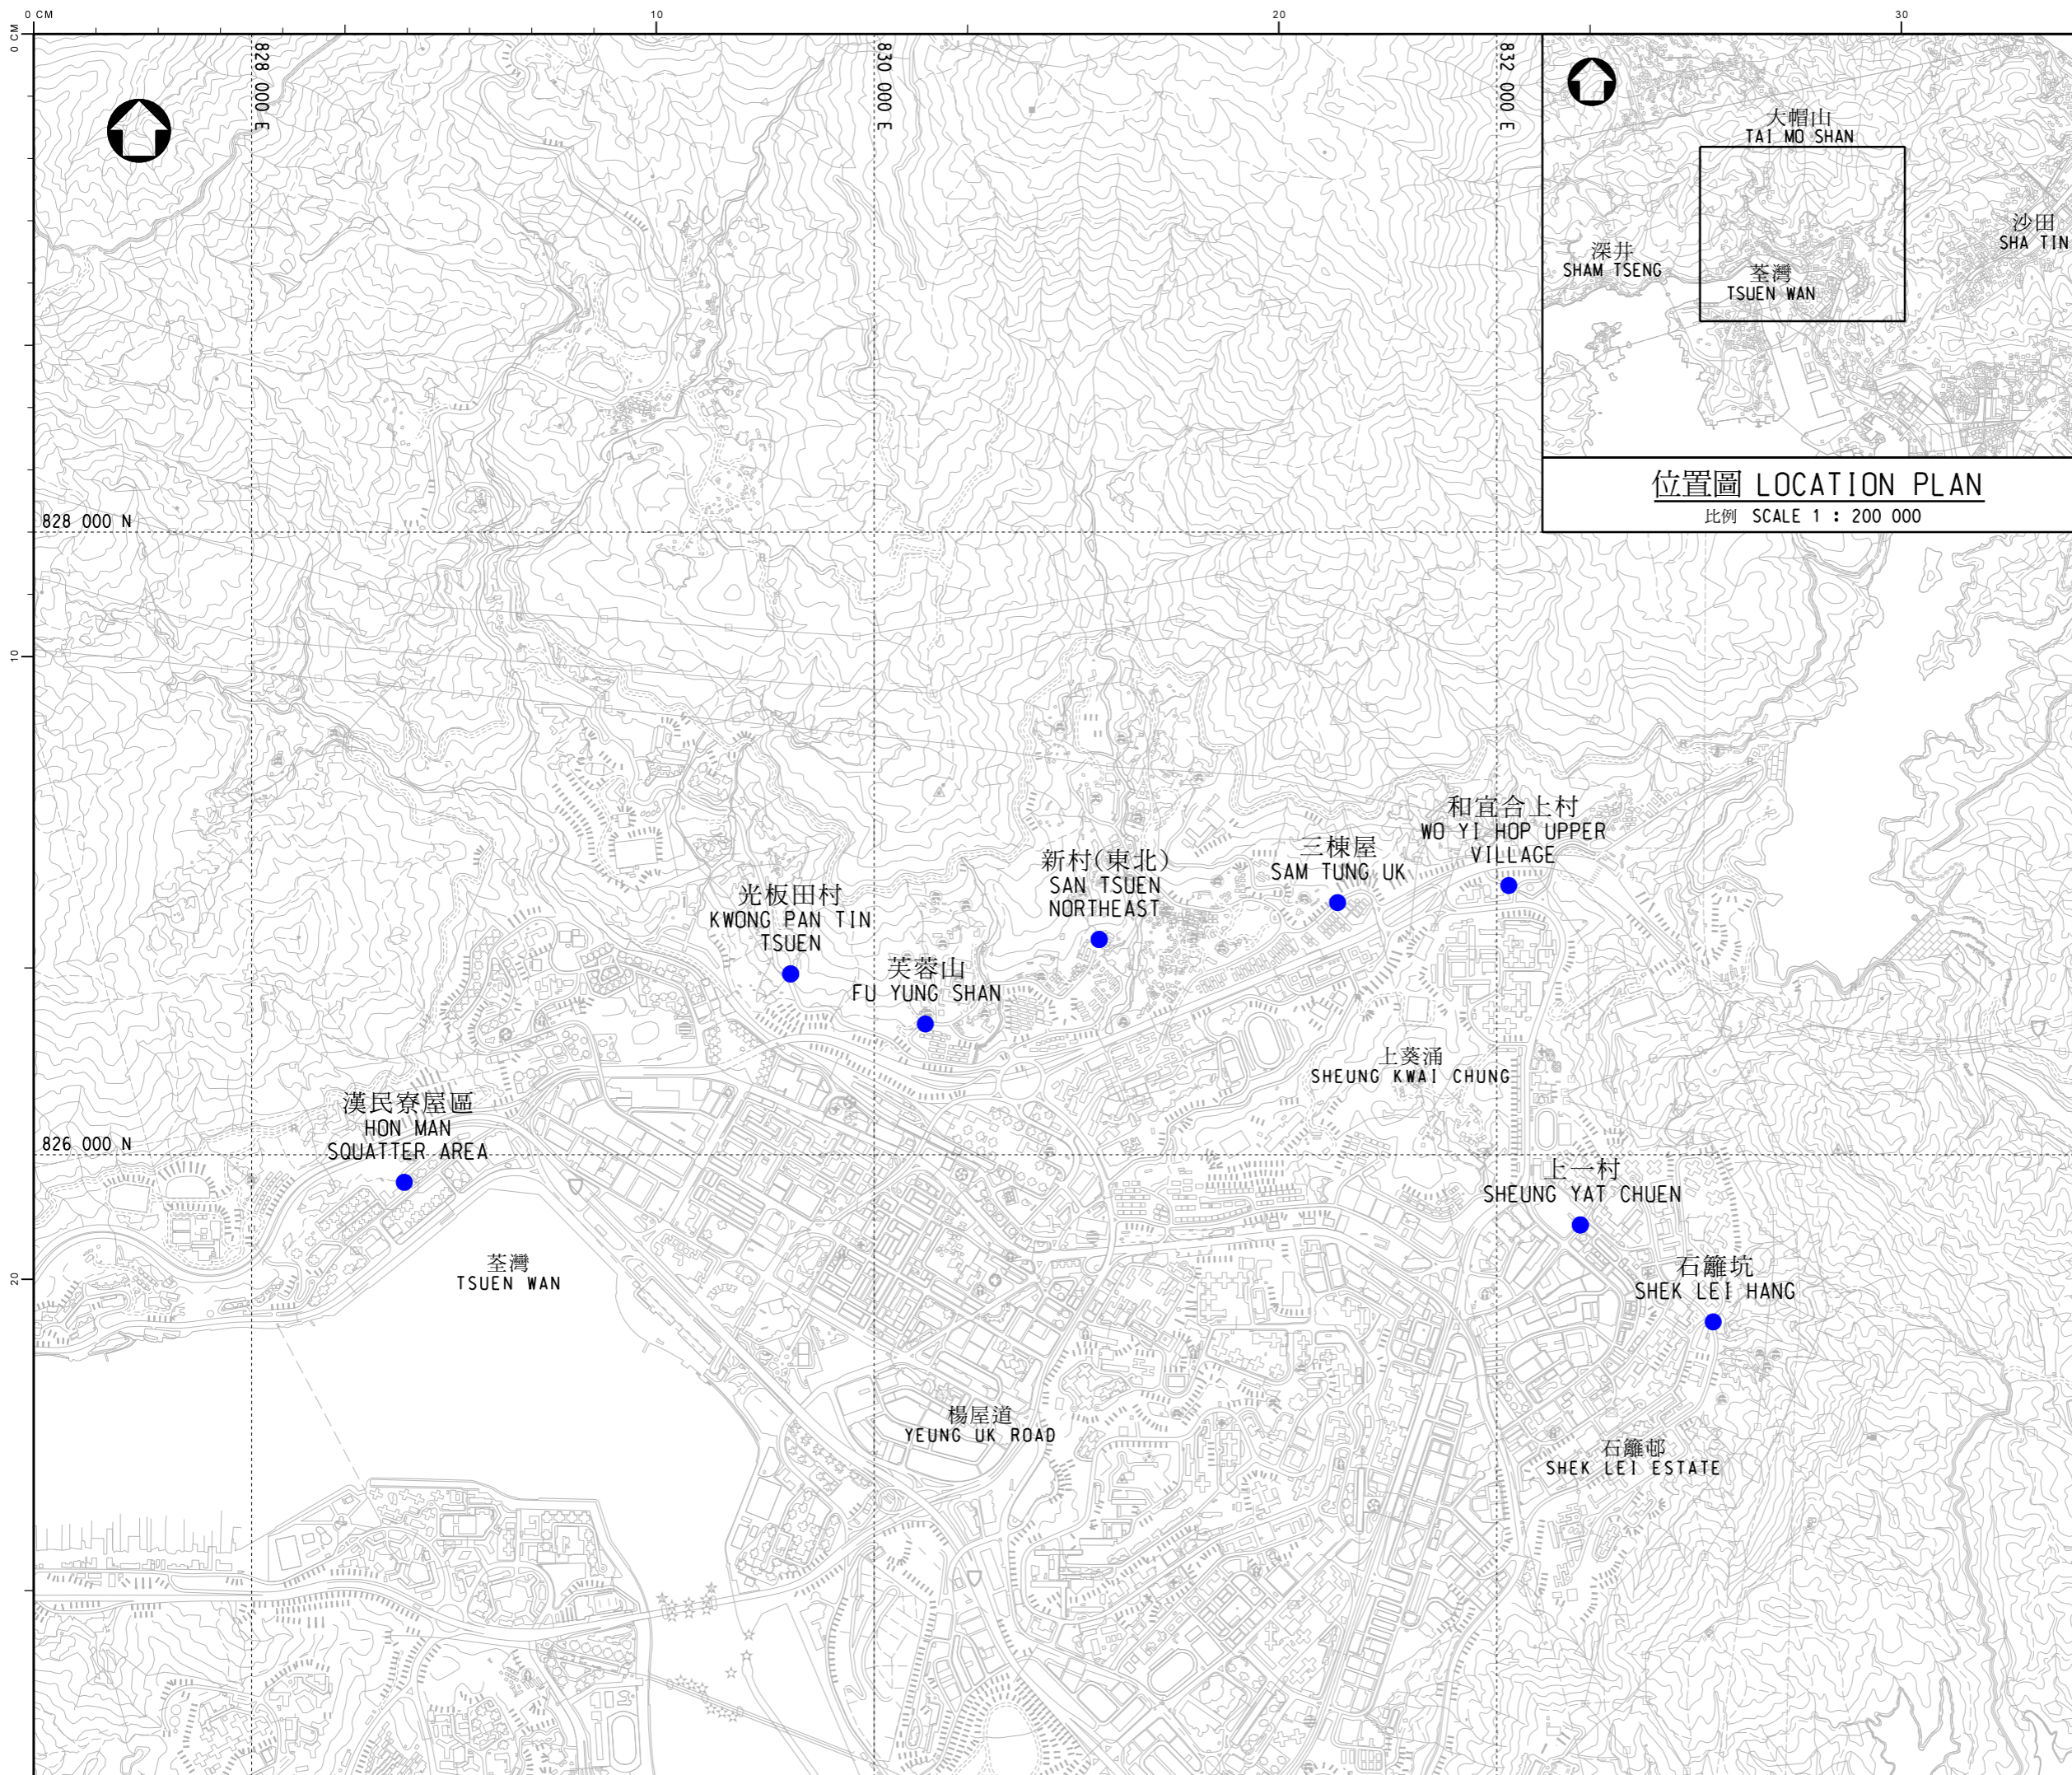 0 CM
10
20
30
0 CM
10
20
828 000 E
830 000 E
832 000 E
828 000 N
826 000 N
大帽山
TAI MO SHAN
沙田
SHA TIN
深井
SHAM TSENG
荃灣
TSUEN WAN
位置圖 LOCATION PLAN
比例 SCALE 1 : 200 000
和宜合上村
WO YI HOP UPPER
VILLAGE
三棟屋
SAM TUNG UK
新村(東北)
SAN TSUEN
NORTHEAST
光板田村
KWONG PAN TIN
TSUEN
芙蓉山
FU YUNG SHAN
上葵涌
SHEUNG KWAI CHUNG
漢民寮屋區
HON MAN
SQUATTER AREA
上一村
SHEUNG YAT CHUEN
荃灣
TSUEN WAN
石籬坑
SHEK LEI HANG
楊屋道
YEUNG UK ROAD
石籬邨
SHEK LEI ESTATE